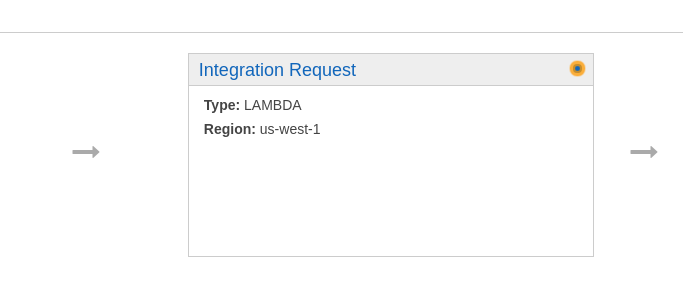 Integration Request
Type: LAMBDA
Region: us-west-1